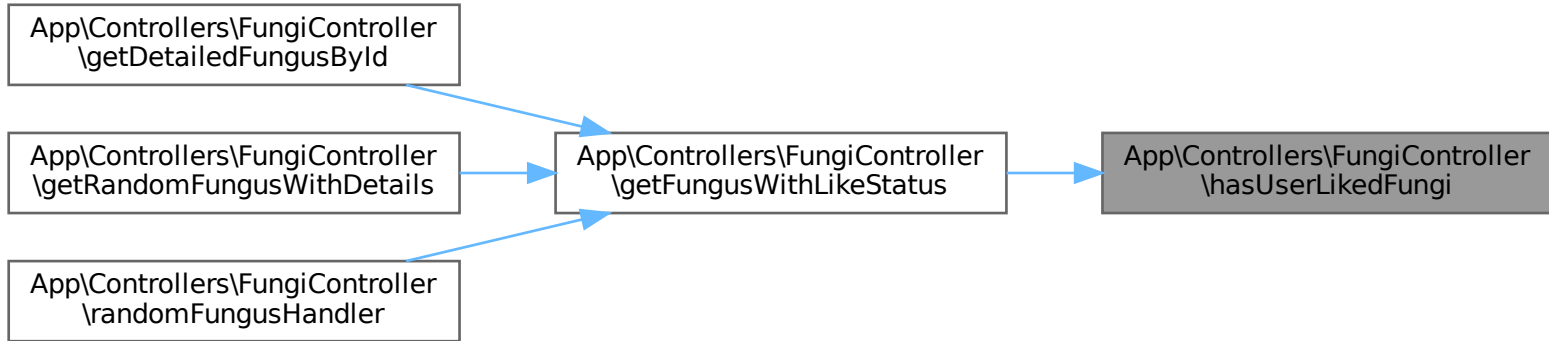 App\Controllers\FungiController
\getDetailedFungusById
App\Controllers\FungiController
\getRandomFungusWithDetails
App\Controllers\FungiController
\randomFungusHandler
App\Controllers\FungiController
\getFungusWithLikeStatus
App\Controllers\FungiController
\hasUserLikedFungi